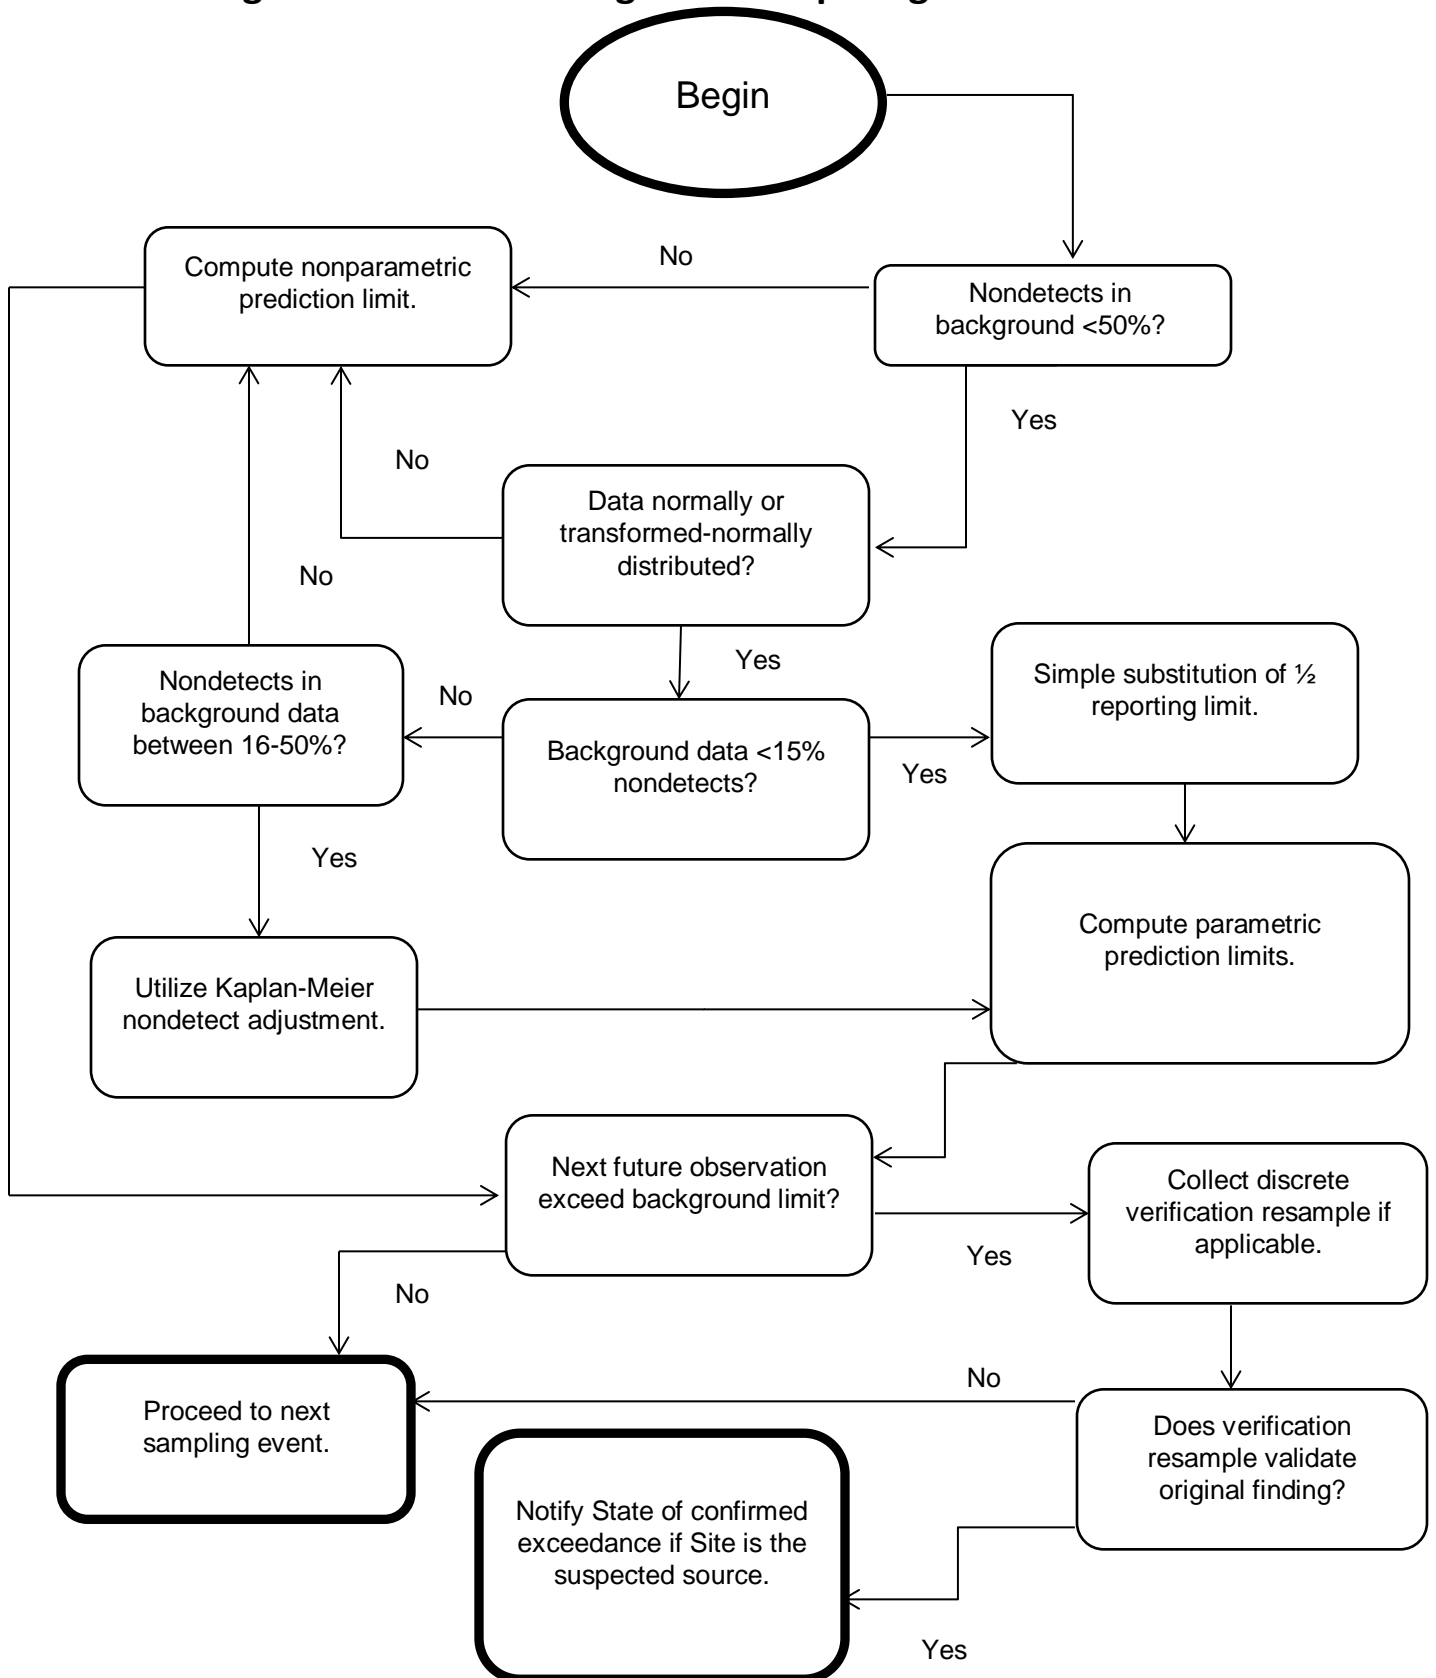 Begin
No
Compute nonparametric
prediction limit.
Nondetects in
background <50%?
Yes
No
Data normally or
transformed-normally
distributed?
No
Yes
Simple substitution of ½
reporting limit.
Nondetects in
background data
between 16-50%?
No
Background data <15%
nondetects?
Yes
Yes
Compute parametric
prediction limits.
Utilize Kaplan-Meier
nondetect adjustment.
Next future observation
exceed background limit?
Collect discrete
verification resample if
applicable.
Yes
No
No
Proceed to next
sampling event.
Does verification
resample validate
original finding?
Notify State of confirmed
exceedance if Site is the
suspected source.
Yes